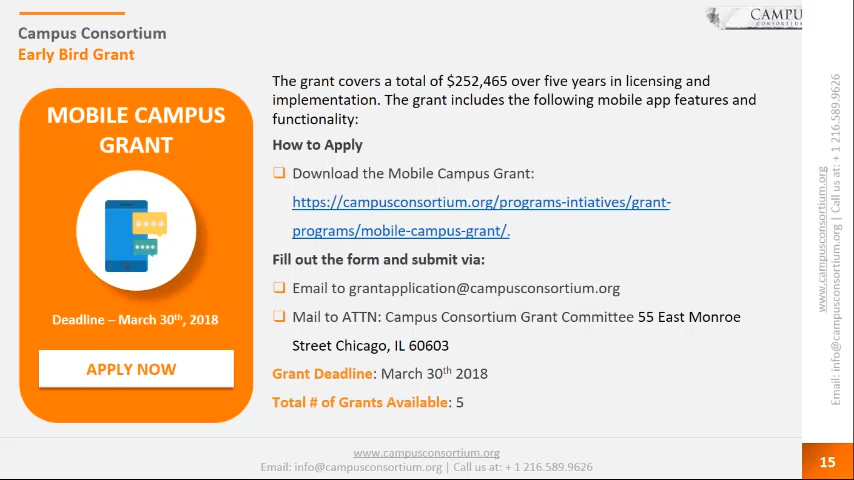 Campus Consortium
Early Bird Grant
CAMPU
CONSORTIU
MOBILE CAMPUS
GRANT
Deadline – March 30th, 2018
APPLY NOW
The grant covers a total of $252,465 over five years in licensing and
implementation. The grant includes the following mobile app features and
functionality:
How to Apply
Download the Mobile Campus Grant:
https://campusconsortium.org/programs-intiatives/grant-
programs/mobile-campus-grant/.
Fill out the form and submit via:
Email to grantapplication@campusconsortium.org
Mail to ATTN: Campus Consortium Grant Committee 55 East Monroe
Street Chicago, IL 60603
Grant Deadline: March 30th 2018
Total # of Grants Available: 5
www.campusconsortium.org
Email: info@campusconsortium.org | Call us at: + 1 216.589.9626
www.campusconsortium.org
Email: info@campusconsortium.org | Call us at: + 1 216.589.9626
15